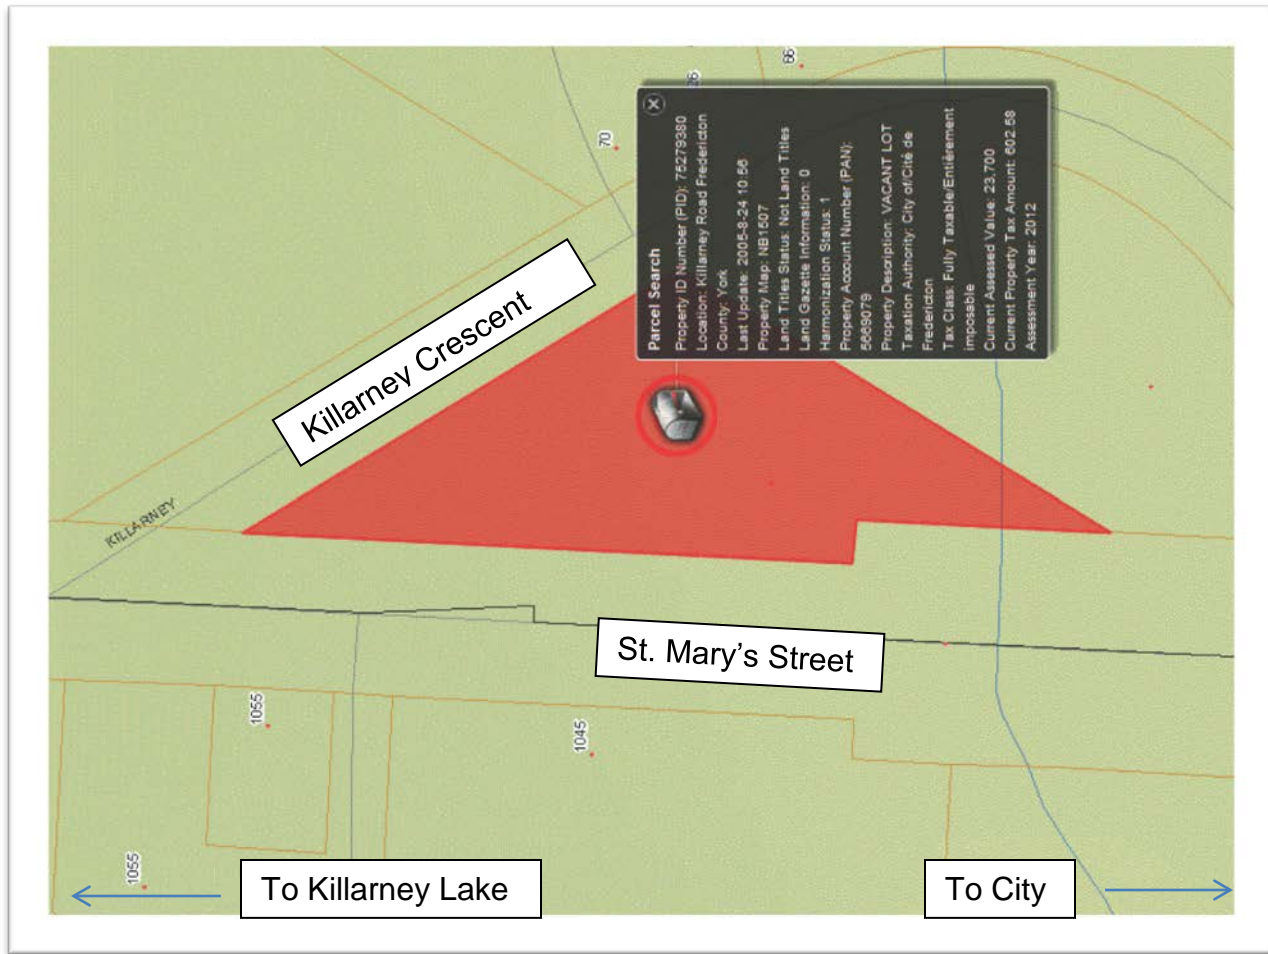 66
26
70
Parcel Search
Property ID Number (PID): 75279380
Location: Killarney Road Fredericton
County: York
Last Update: 2005-8-24 10:56
Property Map: NB1507
Land Titles Status: Not Land Titles
Land Gazette Information: 0
Harmonization Status: 1
Property Account Number (PAN):
5669079
Property Description: VACANT LOT
Taxation Authority: City of/Cité de
Fredericton
Tax Class: Fully Taxable/Entièrement
imposable
Current Assessed Value: 23,700
Current Property Tax Amount: 602.58
Assessment Year: 2012
Killarney Crescent
KILLARNEY
St. Mary's Street
1055
1045
1055
To Killarney Lake
To City